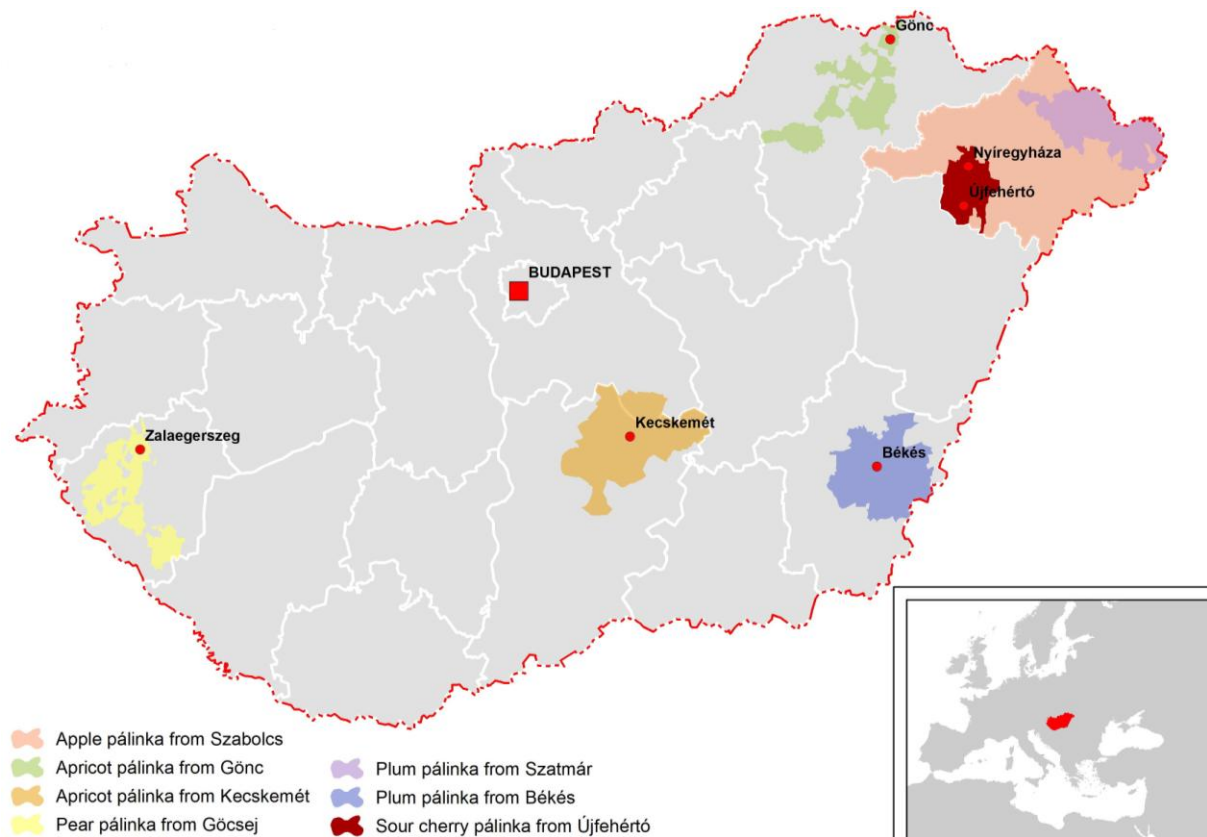 Gönc
Nyíregyháza
Újfehértó
BUDAPEST
Kecskemét
Zalaegerszeg
Békés
Apple pálinka from Szabolcs
Apricot pálinka from Gönc
Apricot pálinka from Kecskemét
Pear pálinka from Göcsej
Plum pálinka from Szatmár
Plum pálinka from Békés
Sour cherry pálinka from Újfehértó